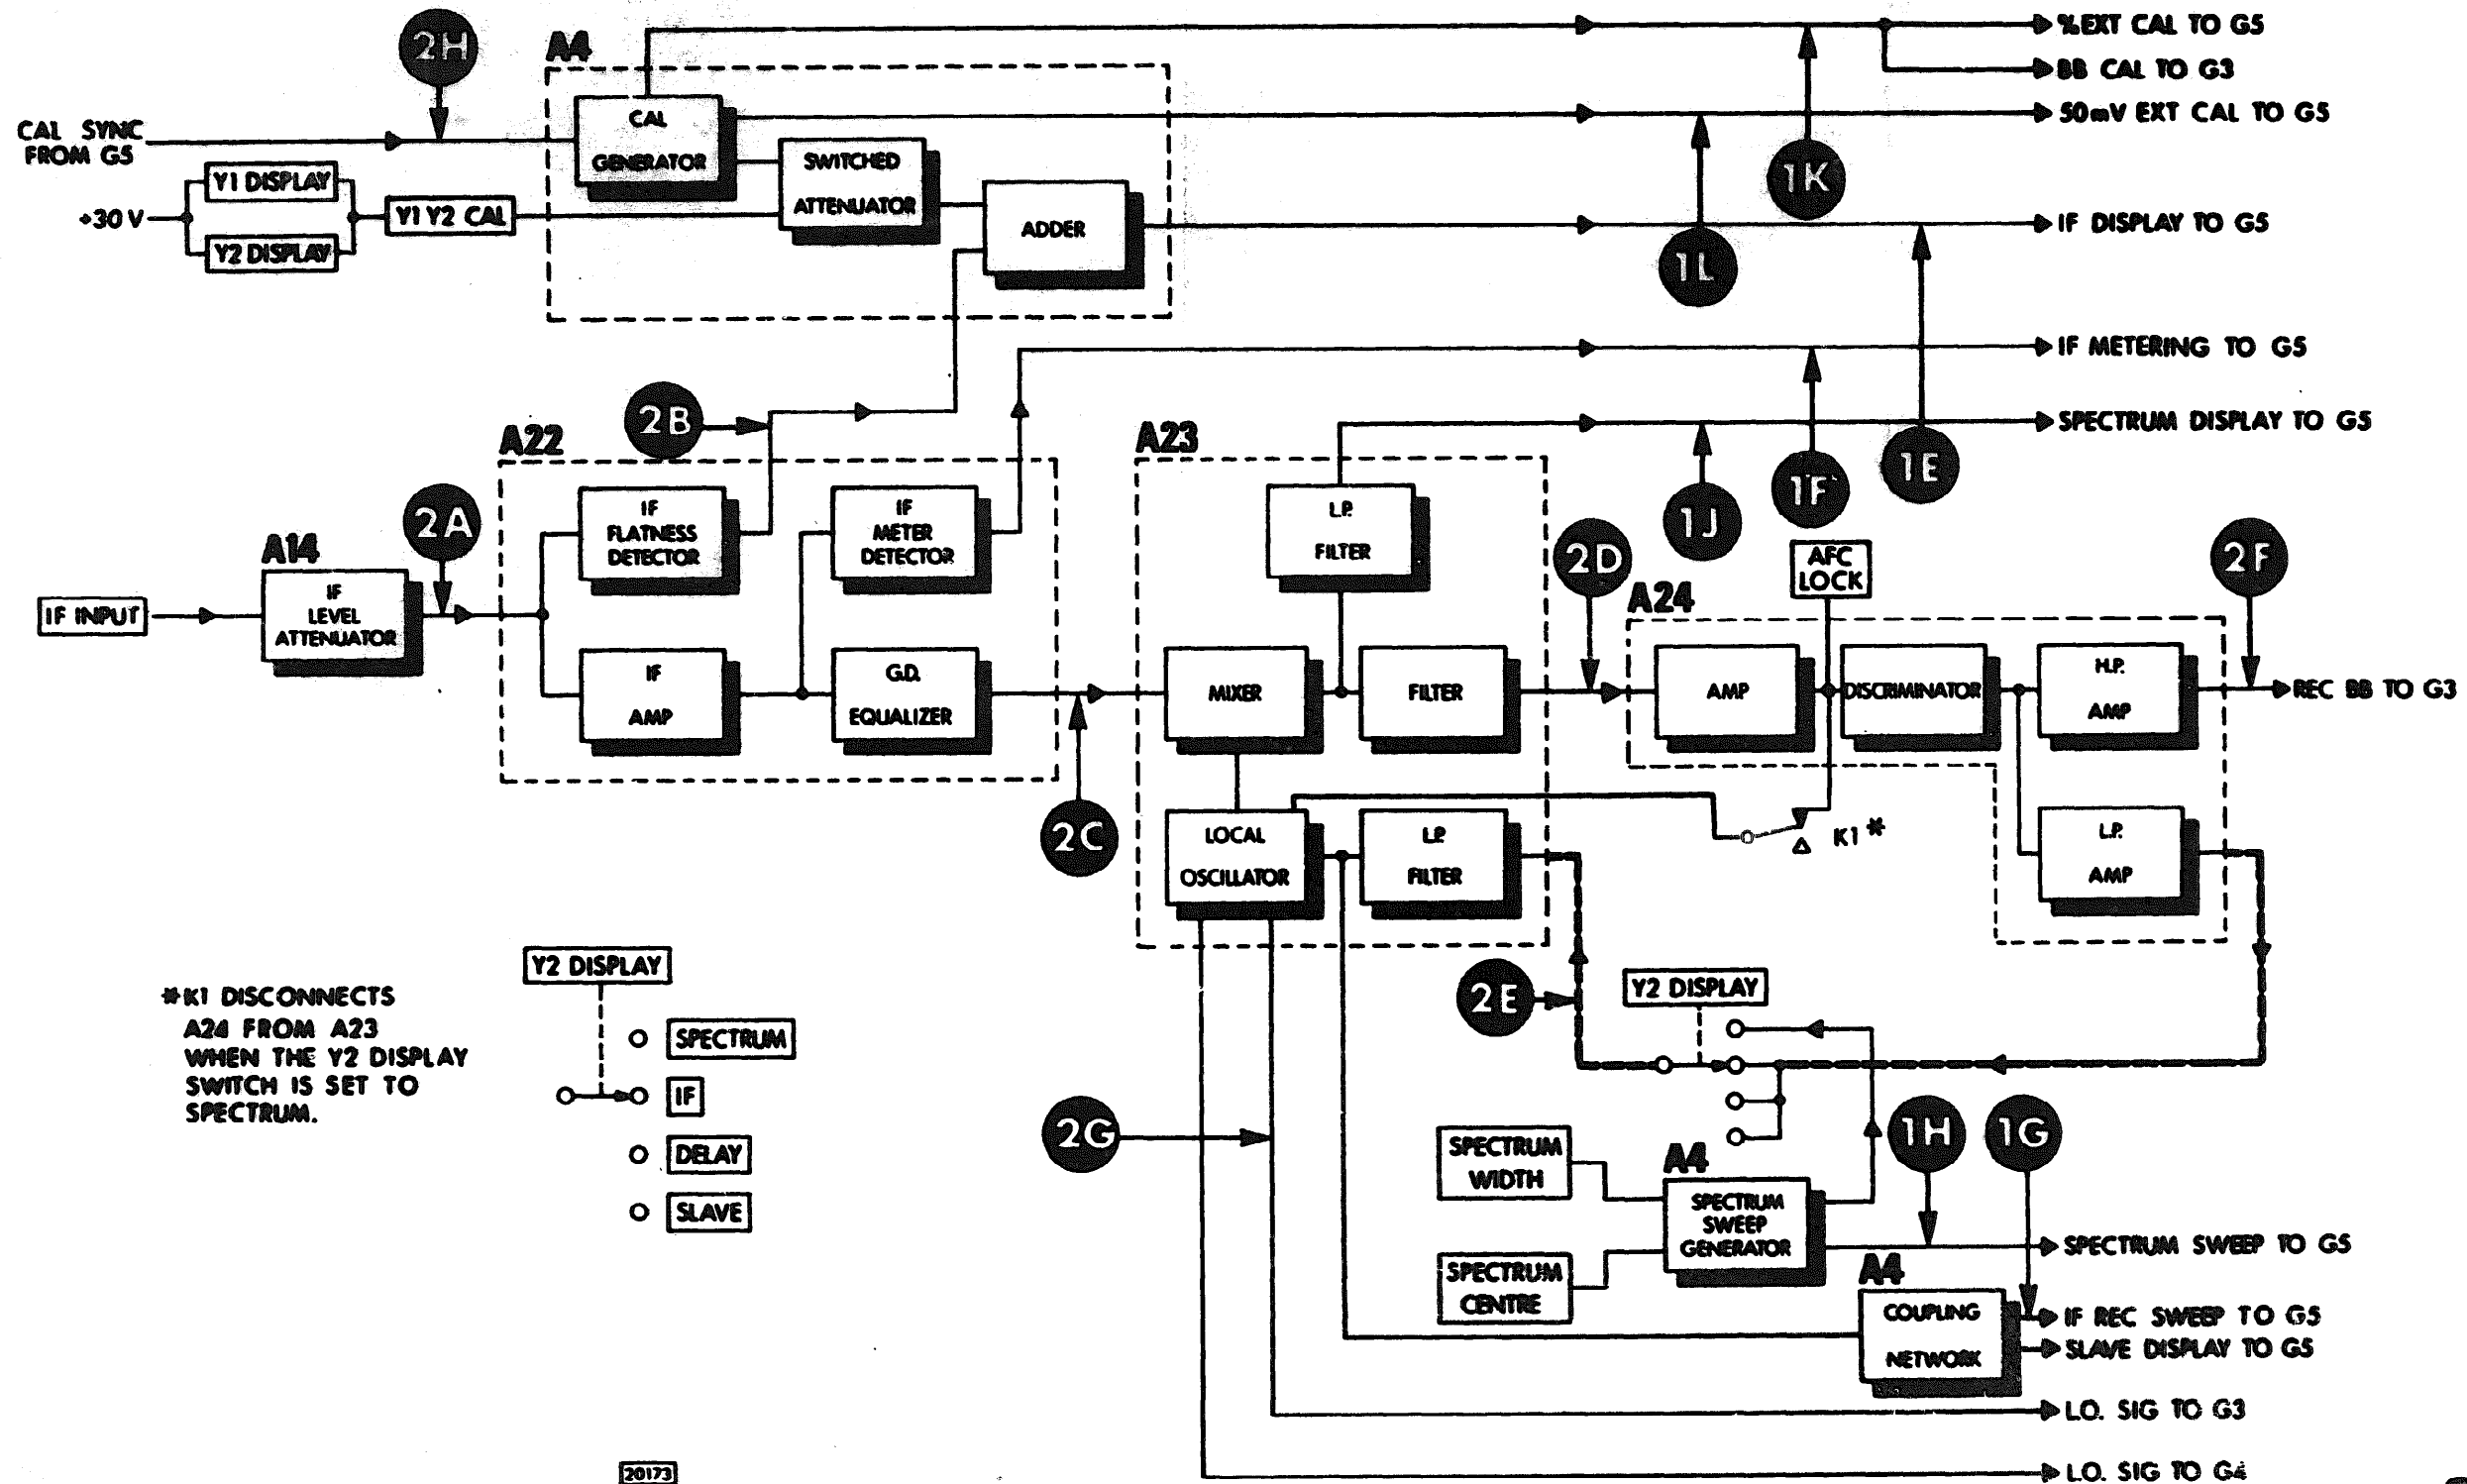 2H
A4
%EXT CAL TO G5
BB CAL TO G3
CAL SYNC
FROM G5
CAL
GENERATOR
50mV EXT CAL TO G5
SWITCHED
ATTENUATOR
1K
Y1 DISPLAY
+30 V
Y1 Y2 CAL
Y2 DISPLAY
ADDER
IF DISPLAY TO G5
1L
IF METERING TO G5
2B
SPECTRUM DISPLAY TO G5
A22
A23
1E
1F
1J
2A
IF
FLATNESS
DETECTOR
IF
METER
DETECTOR
L.P.
FILTER
2D
AFC
LOCK
2F
A14
IF INPUT
IF
LEVEL
ATTENUATOR
A24
IF
AMP
G.D.
EQUALIZER
MIXER
FILTER
AMP
DISCRIMINATOR
H.P.
AMP
REC BB TO G3
2C
LOCAL
OSCILLATOR
L.P.
FILTER
K1 *
L.P.
AMP
Y2 DISPLAY
*K1 DISCONNECTS
A24 FROM A23
WHEN THE Y2 DISPLAY
SWITCH IS SET TO
SPECTRUM.
SPECTRUM
IF
DELAY
SLAVE
2E
Y2 DISPLAY
2G
SPECTRUM
WIDTH
A4
1H
1G
SPECTRUM
SWEEP
GENERATOR
SPECTRUM SWEEP TO G5
SPECTRUM
CENTRE
A4
COUPLING
NETWORK
IF REC SWEEP TO G5
SLAVE DISPLAY TO G5
L.O. SIG TO G3
L.O. SIG TO G4
20173